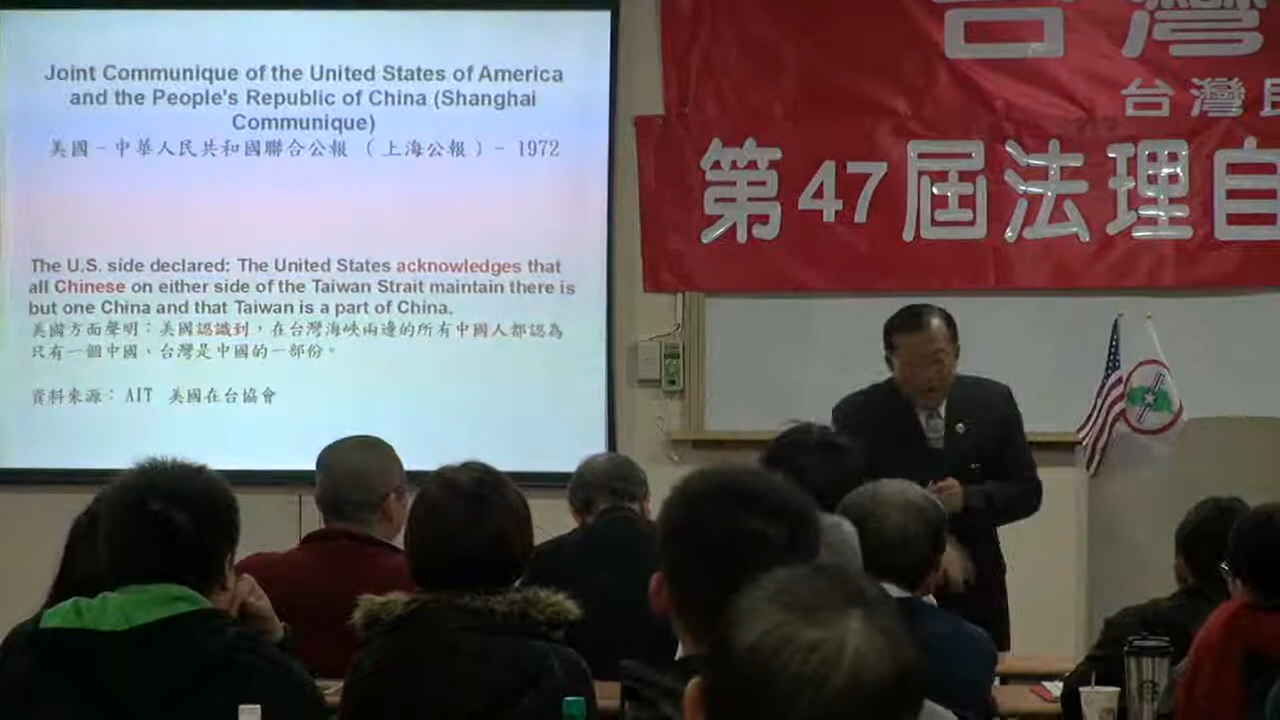 Joint Communique of the United States of America
and the People's Republic of China (Shanghai
Communique)
美國－中華人民共和國聯合公報 （上海公報）－ 1972
The U.S. side declared: The United States acknowledges that
all Chinese on either side of the Taiwan Strait maintain there is
but one China and that Taiwan is a part of China.
美國方面聲明：美國認識到，在台灣海峽兩邊的所有中國人都認為
只有一個中國，台灣是中國的一部份。
資料來源： AIT 美國在台協會
台灣
台灣民
第47屆法理自